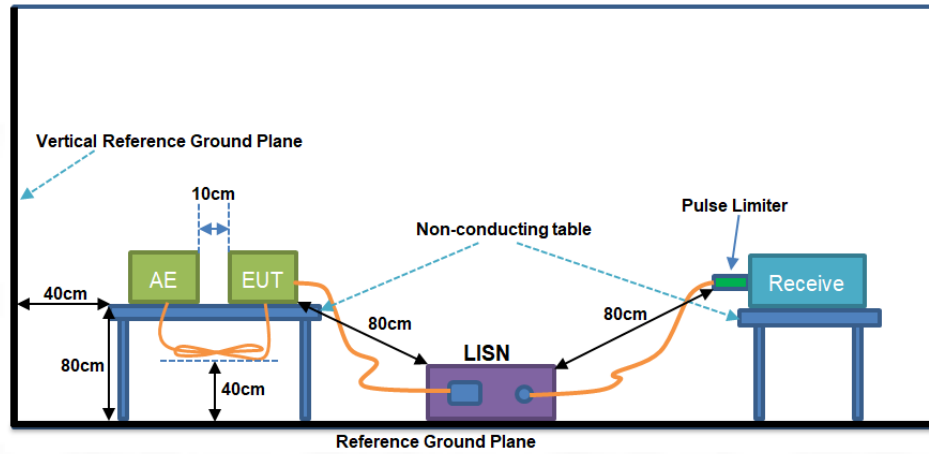 Vertical Reference Ground Plane
10cm
Pulse Limiter
Non-conducting table
AE
EUT
Receive
40cm
80cm
80cm
LISN
80cm
40cm
Reference Ground Plane